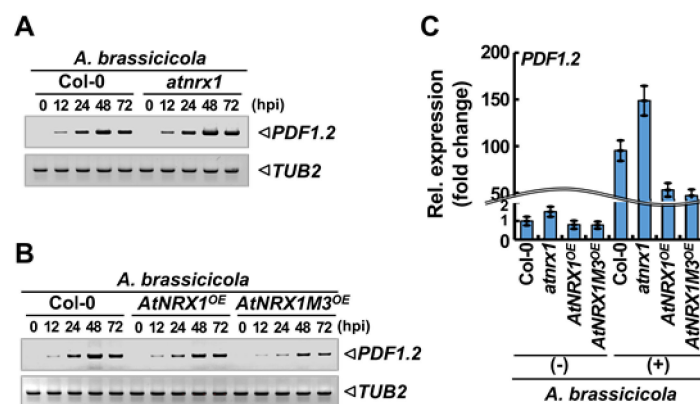 A
A. brassicicola
Col-0 atnrx1
0 12 24 48 72 0 12 24 48 72 (hpi)
◁PDF1.2
◁TUB2
B
A. brassicicola
Col-0 AtNRX1OE AtNRX1M3OE
0 12 24 48 72 0 12 24 48 72 0 12 24 48 72 (hpi)
◁PDF1.2
◁TUB2
C
PDF1.2
Rel. expression
(fold change)
200
150
100
50
2
1
0
Col-0
atnrx1
AtNRX1OE
AtNRX1M3OE
Col-0
atnrx1
AtNRX1OE
AtNRX1M3OE
(-) (+)
A. brassicicola